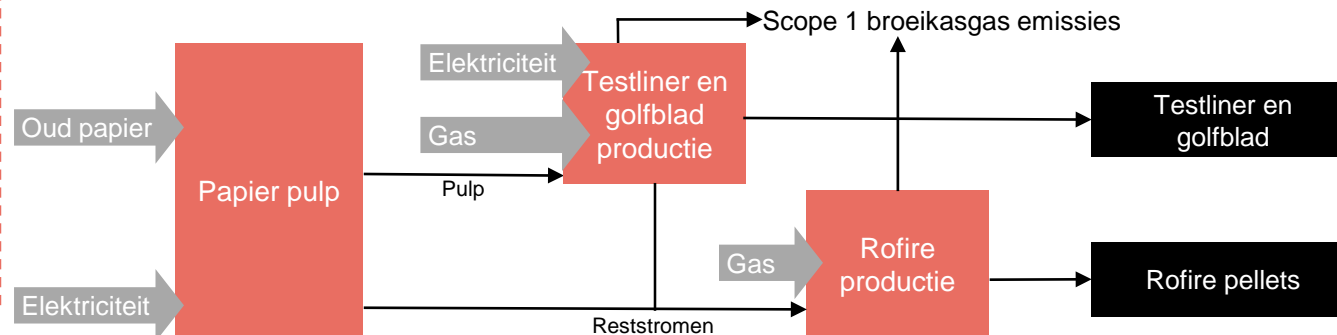 Scope 1 broeikasgas emissies
Elektriciteit
Testliner en
golfblad
productie
Testliner en
golfblad
Oud papier
Gas
Papier pulp
Pulp
Gas
Rofire
productie
Rofire pellets
Elektriciteit
Reststromen